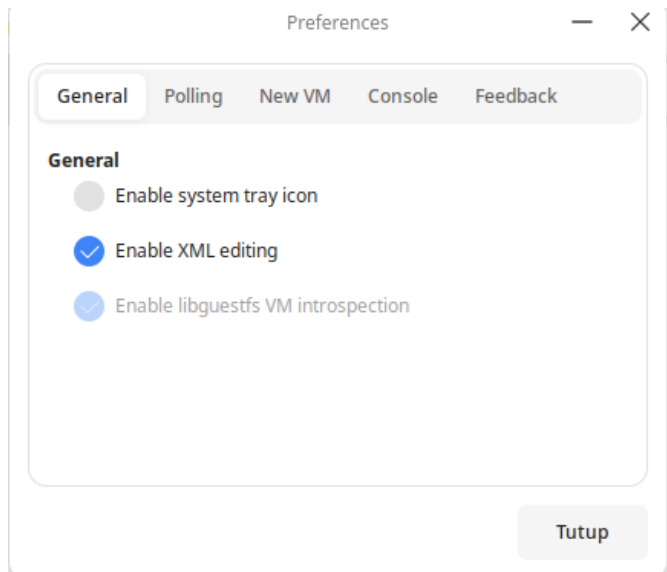 Preferences
General Polling New VM Console Feedback
General
Enable system tray icon
Enable XML editing
Enable libguestfs VM introspection
Tutup